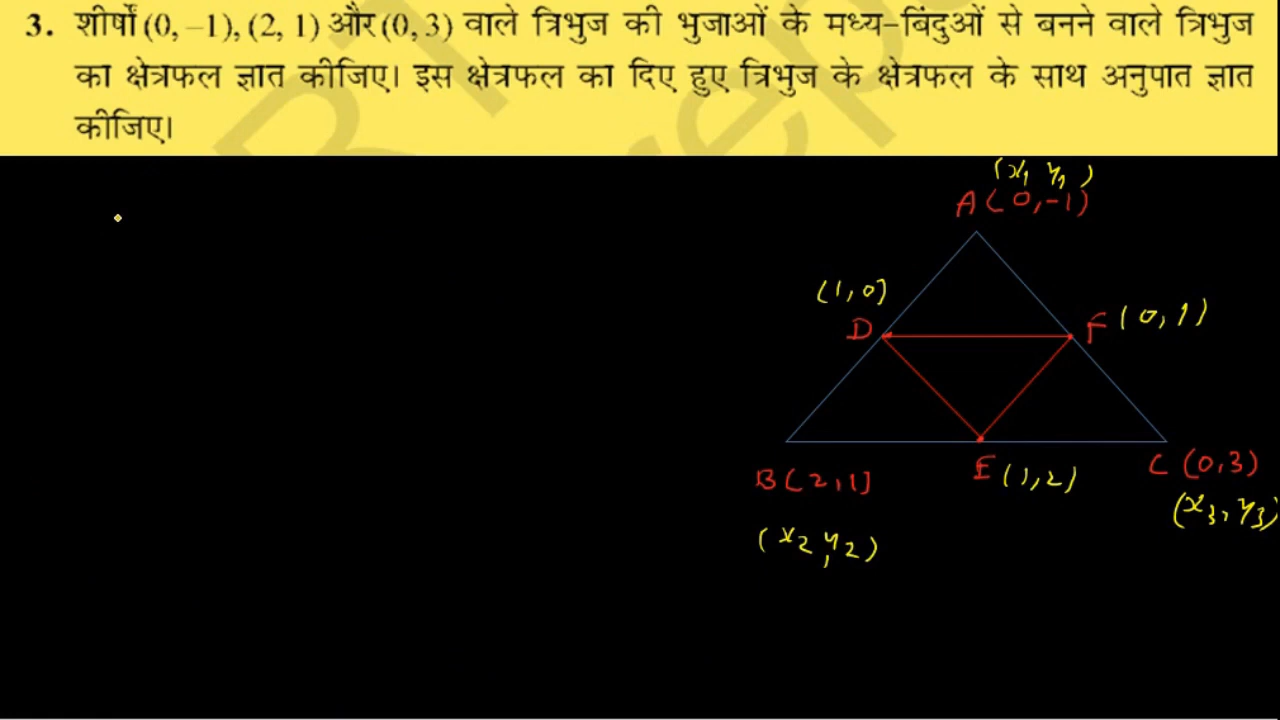 3. शीर्षों (0, –1), (2, 1) और (0, 3) वाले त्रिभुज की भुजाओं के मध्य-बिंदुओं से बनने वाले त्रिभुज
का क्षेत्रफल ज्ञात कीजिए। इस क्षेत्रफल का दिए हुए त्रिभुज के क्षेत्रफल के साथ अनुपात ज्ञात
कीजिए।
(x₁ y₁)
A(0,-1)
(1,0)
D
F(0,1)
B(2,1)
E(1,2)
C(0,3)
(x₂,y₂)
(x₃,y₃)